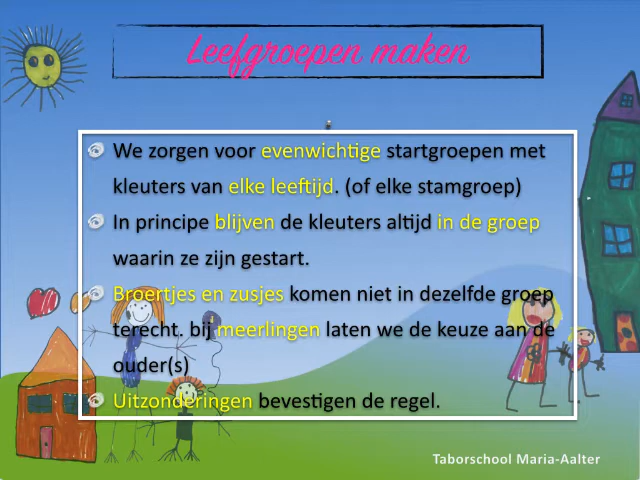 Leefgroepen maken
We zorgen voor evenwichtige startgroepen met
kleuters van elke leeftijd. (of elke stamgroep)
In principe blijven de kleuters altijd in de groep
waarin ze zijn gestart.
Broertjes en zusjes komen niet in dezelfde groep
terecht. bij meerlingen laten we de keuze aan de
ouder(s)
Uitzonderingen bevestigen de regel.
Taborschool Maria-Aalter